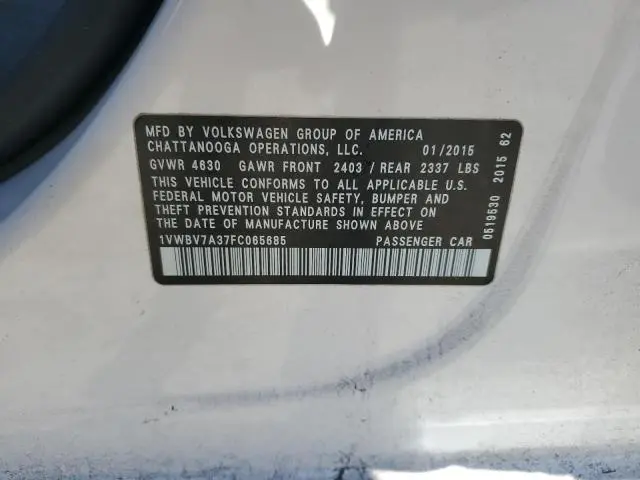 MFD BY VOLKSWAGEN GROUP OF AMERICA
CHATTANOOGA OPERATIONS, LLC. 01/2015
GVWR 4630 GAWR FRONT 2403 / REAR 2337 LBS
THIS VEHICLE CONFORMS TO ALL APPLICABLE U.S.
FEDERAL MOTOR VEHICLE SAFETY, BUMPER AND
THEFT PREVENTION STANDARDS IN EFFECT ON
THE DATE OF MANUFACTURE SHOWN ABOVE
1VWBV7A37FC065685 PASSENGER CAR
0519530 2015 62